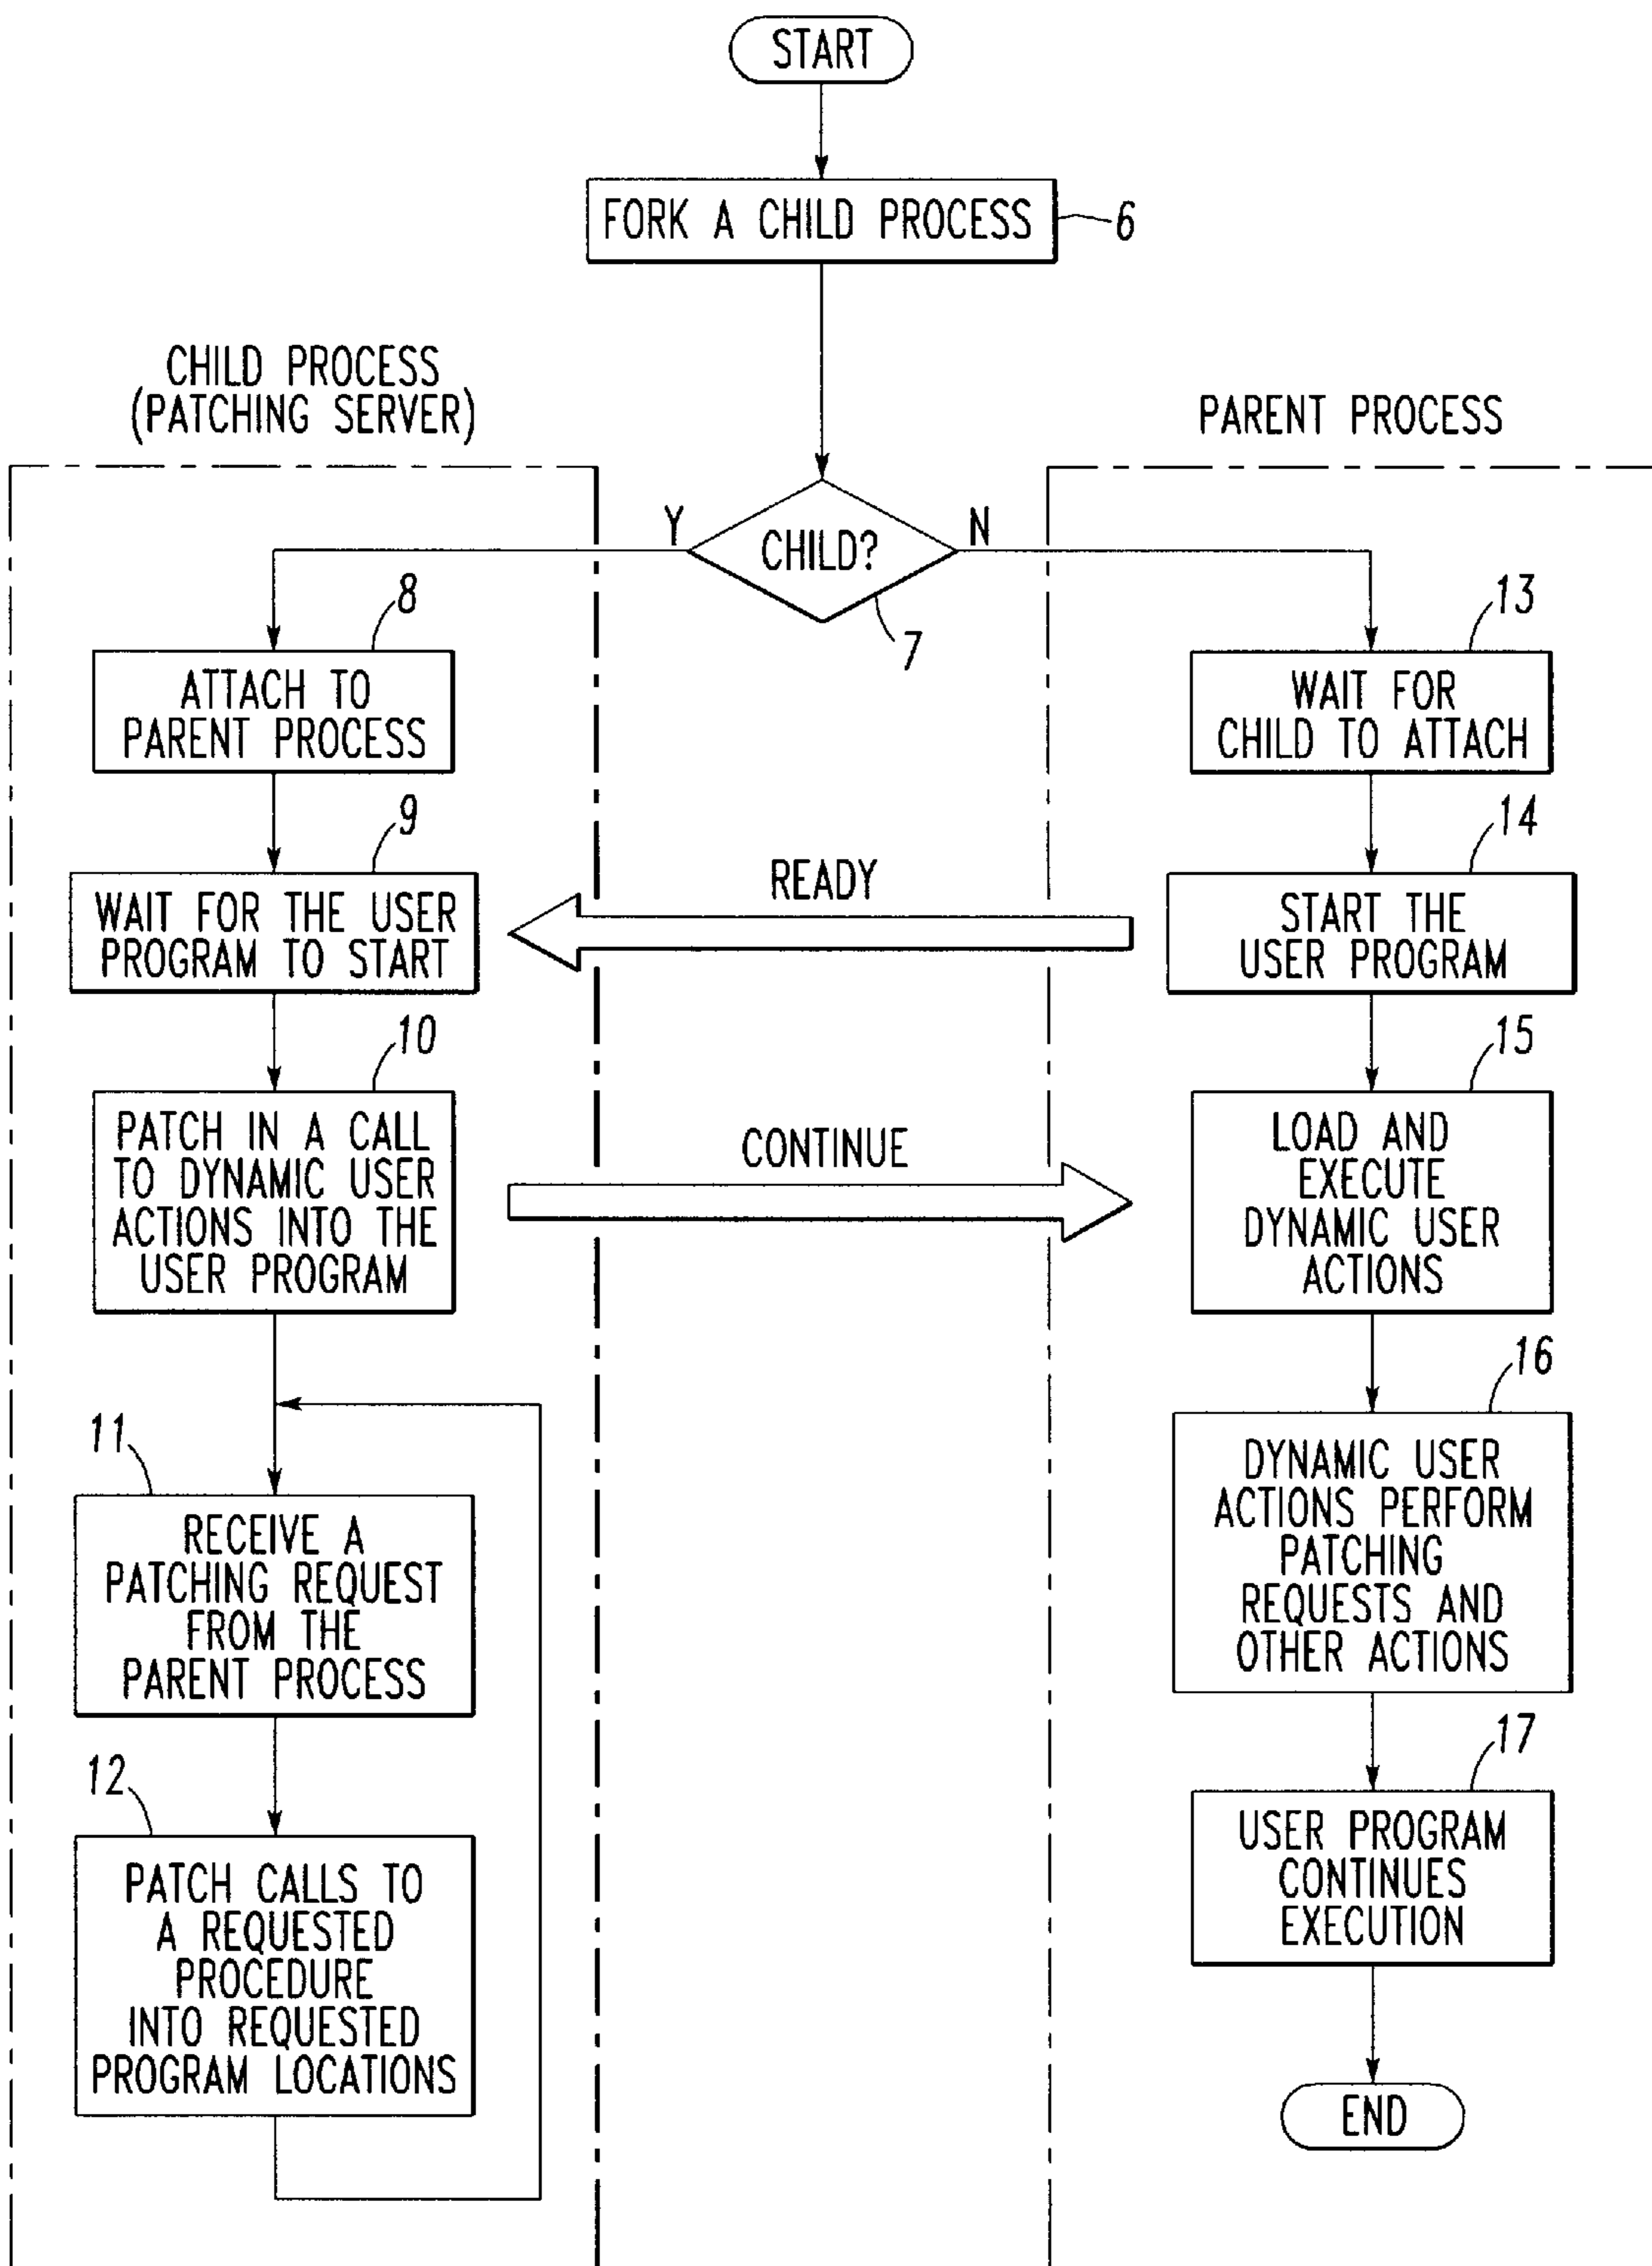 START
FORK A CHILD PROCESS
6
CHILD PROCESS
(PATCHING SERVER)
PARENT PROCESS
Y
CHILD?
N
7
8
ATTACH TO
PARENT PROCESS
13
WAIT FOR
CHILD TO ATTACH
9
WAIT FOR THE USER
PROGRAM TO START
READY
14
START THE
USER PROGRAM
10
PATCH IN A CALL
TO DYNAMIC USER
ACTIONS INTO THE
USER PROGRAM
CONTINUE
15
LOAD AND
EXECUTE
DYNAMIC USER
ACTIONS
11
RECEIVE A
PATCHING REQUEST
FROM THE
PARENT PROCESS
16
DYNAMIC USER
ACTIONS PERFORM
PATCHING
REQUESTS AND
OTHER ACTIONS
12
PATCH CALLS TO
A REQUESTED
PROCEDURE
INTO REQUESTED
PROGRAM LOCATIONS
17
USER PROGRAM
CONTINUES
EXECUTION
END